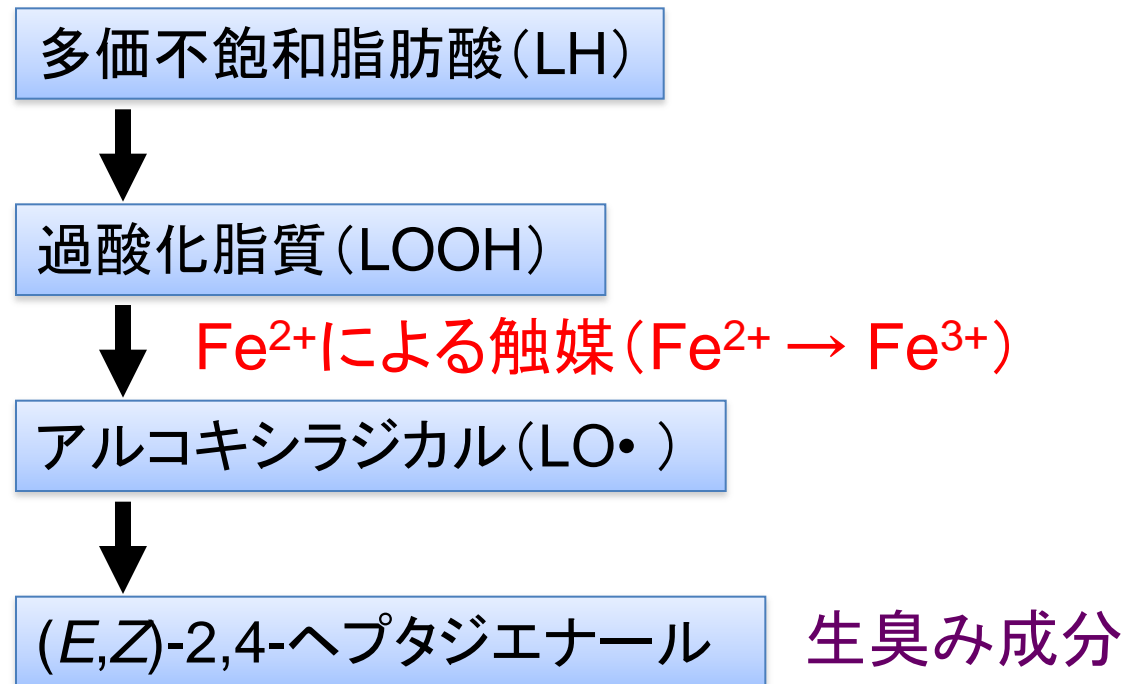 多価不飽和脂肪酸（LH）
過酸化脂質（LOOH）
Fe²⁺による触媒（Fe²⁺ → Fe³⁺）
アルコキシラジカル（LO• ）
(E,Z)-2,4-ヘプタジエナール
生臭み成分